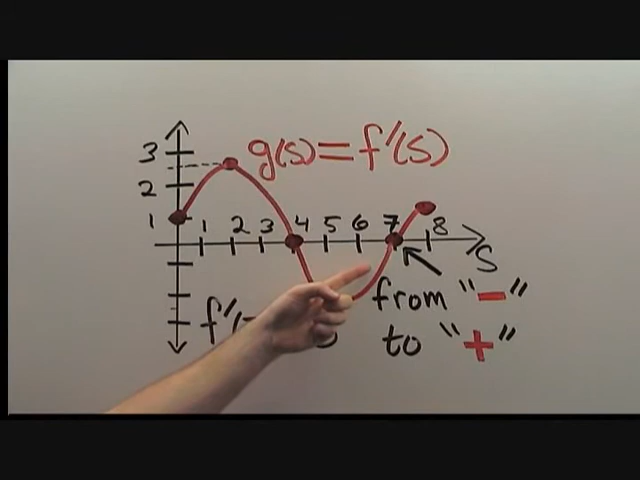 g(s)=f'(s)
3
2
1
1 2 3 4 5 6 7 8
s
from "-"
to "+"